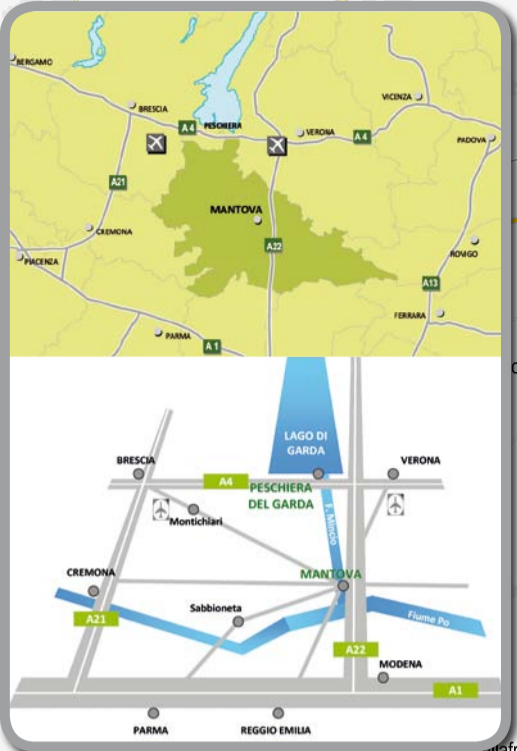 BERGAMO
BRESCIA
A4
PESCHIERA
VERONA
A 4
VICENZA
PADOVA
A21
MANTOVA
CREMONA
A22
PIACENZA
ROVIGO
A13
FERRARA
PARMA
A 1
LAGO DI
GARDA
BRESCIA
VERONA
A4
PESCHIERA
DEL GARDA
Montichiari
F. Mincio
CREMONA
MANTOVA
Sabbioneta
A21
Fiume Po
A22
MODENA
A1
PARMA
REGGIO EMILIA